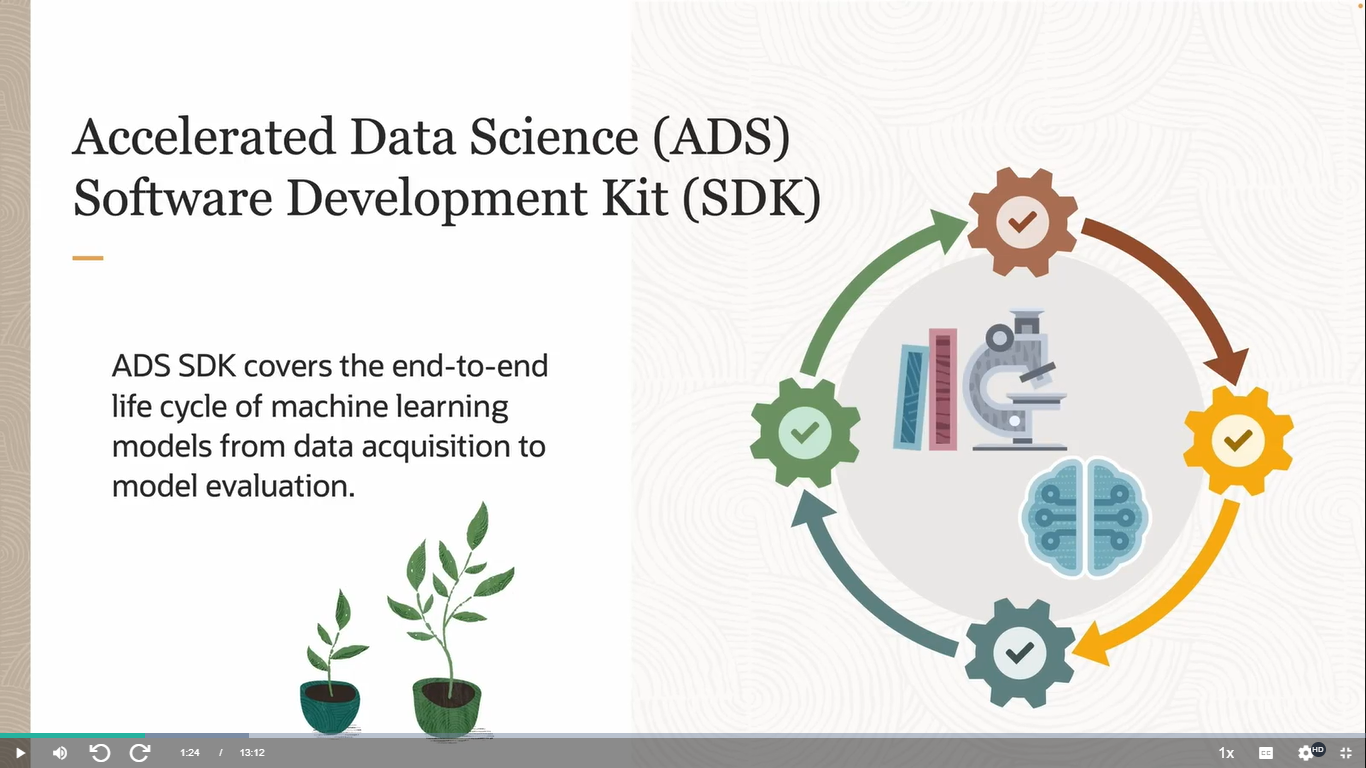 Accelerated Data Science (ADS)
Software Development Kit (SDK)
ADS SDK covers the end-to-end
life cycle of machine learning
models from data acquisition to
model evaluation.
1:24 / 13:12
1x
HD